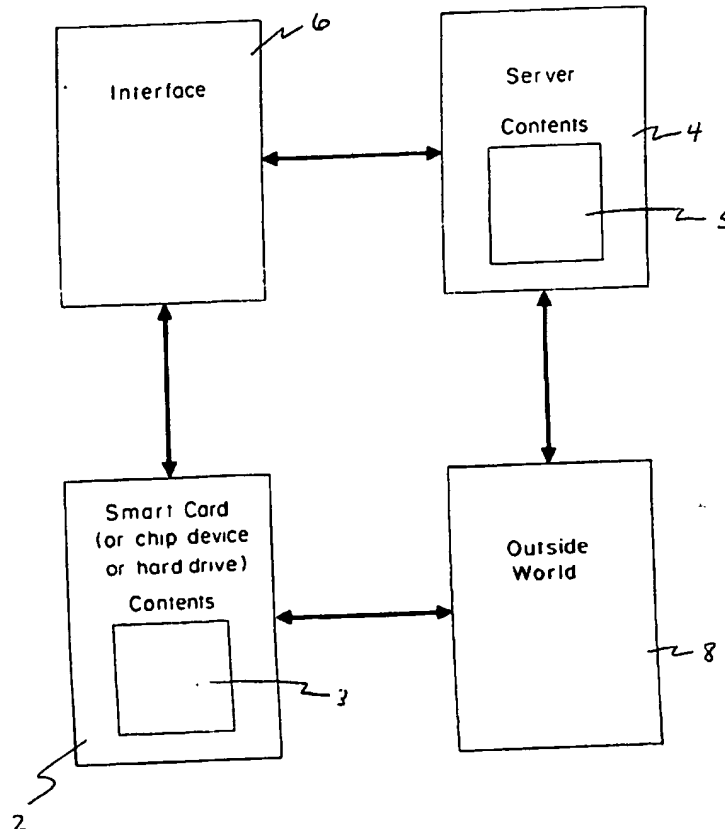 6
Interface
Server
Contents
4
5
Smart Card
(or chip device
or hard drive)
Contents
3
2
Outside
World
8